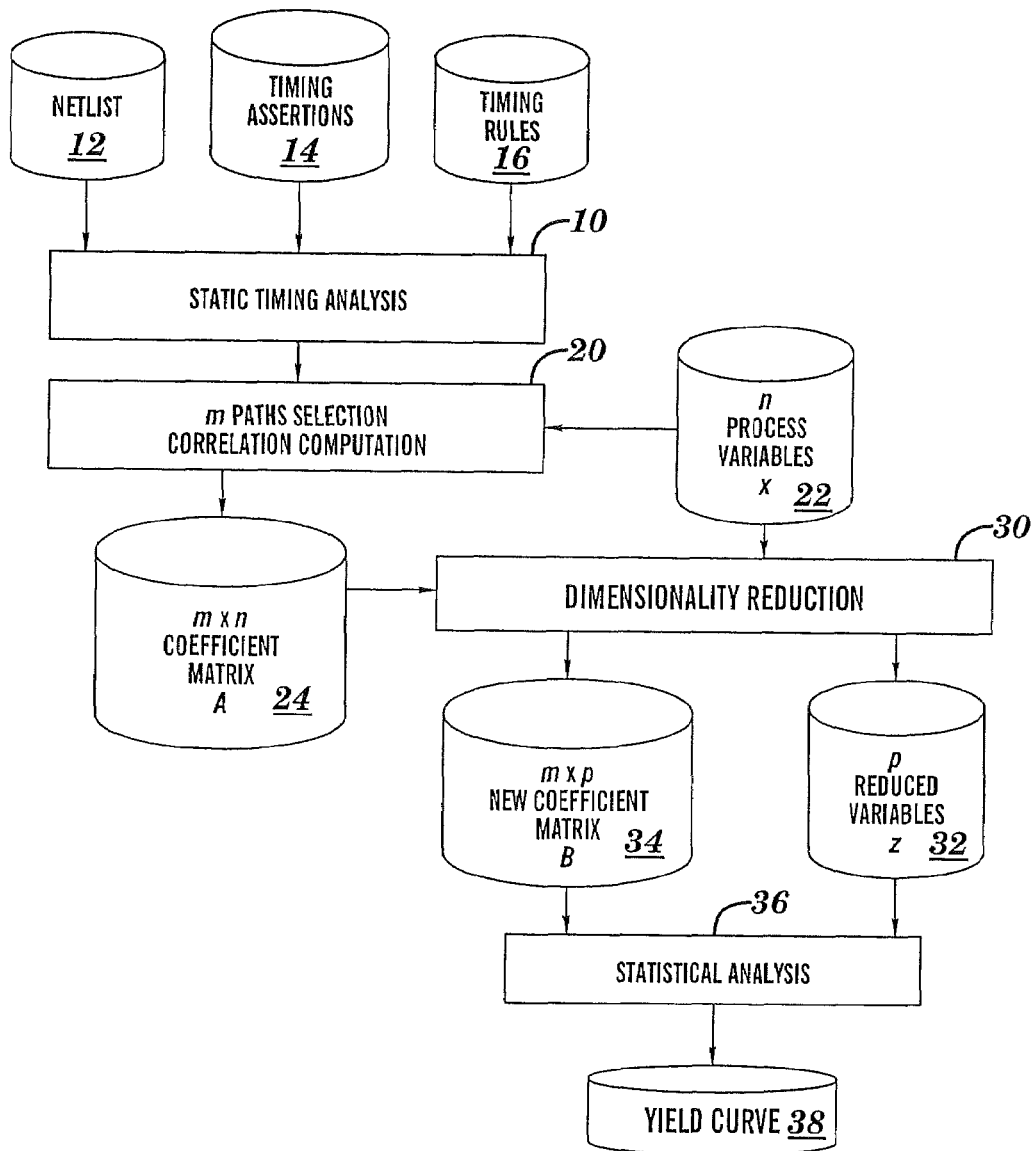 NETLIST
12
TIMING
ASSERTIONS
14
TIMING
RULES
16
10
STATIC TIMING ANALYSIS
20
m PATHS SELECTION
CORRELATION COMPUTATION
n
PROCESS
VARIABLES
x 22
30
DIMENSIONALITY REDUCTION
m x n
COEFFICIENT
MATRIX
A 24
m x p
NEW COEFFICIENT
MATRIX
B 34
p
REDUCED
VARIABLES
z 32
36
STATISTICAL ANALYSIS
YIELD CURVE 38